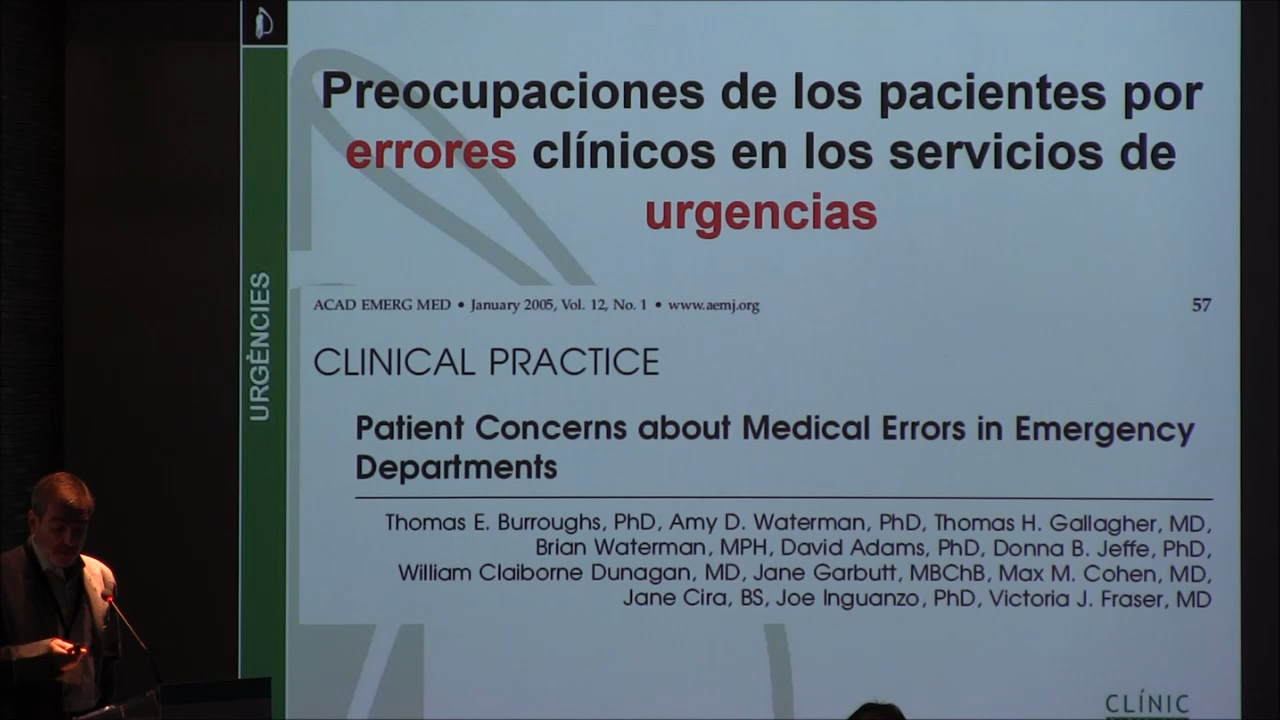 Preocupaciones de los pacientes por
errores clínicos en los servicios de
urgencias
URGÈNCIES
ACAD EMERG MED • January 2005, Vol. 12, No. 1 • www.aemj.org 57
CLINICAL PRACTICE
Patient Concerns about Medical Errors in Emergency
Departments
Thomas E. Burroughs, PhD, Amy D. Waterman, PhD, Thomas H. Gallagher, MD,
Brian Waterman, MPH, David Adams, PhD, Donna B. Jeffe, PhD,
William Claiborne Dunagan, MD, Jane Garbutt, MBChB, Max M. Cohen, MD,
Jane Cira, BS, Joe Inguanzo, PhD, Victoria J. Fraser, MD
CLÍNIC